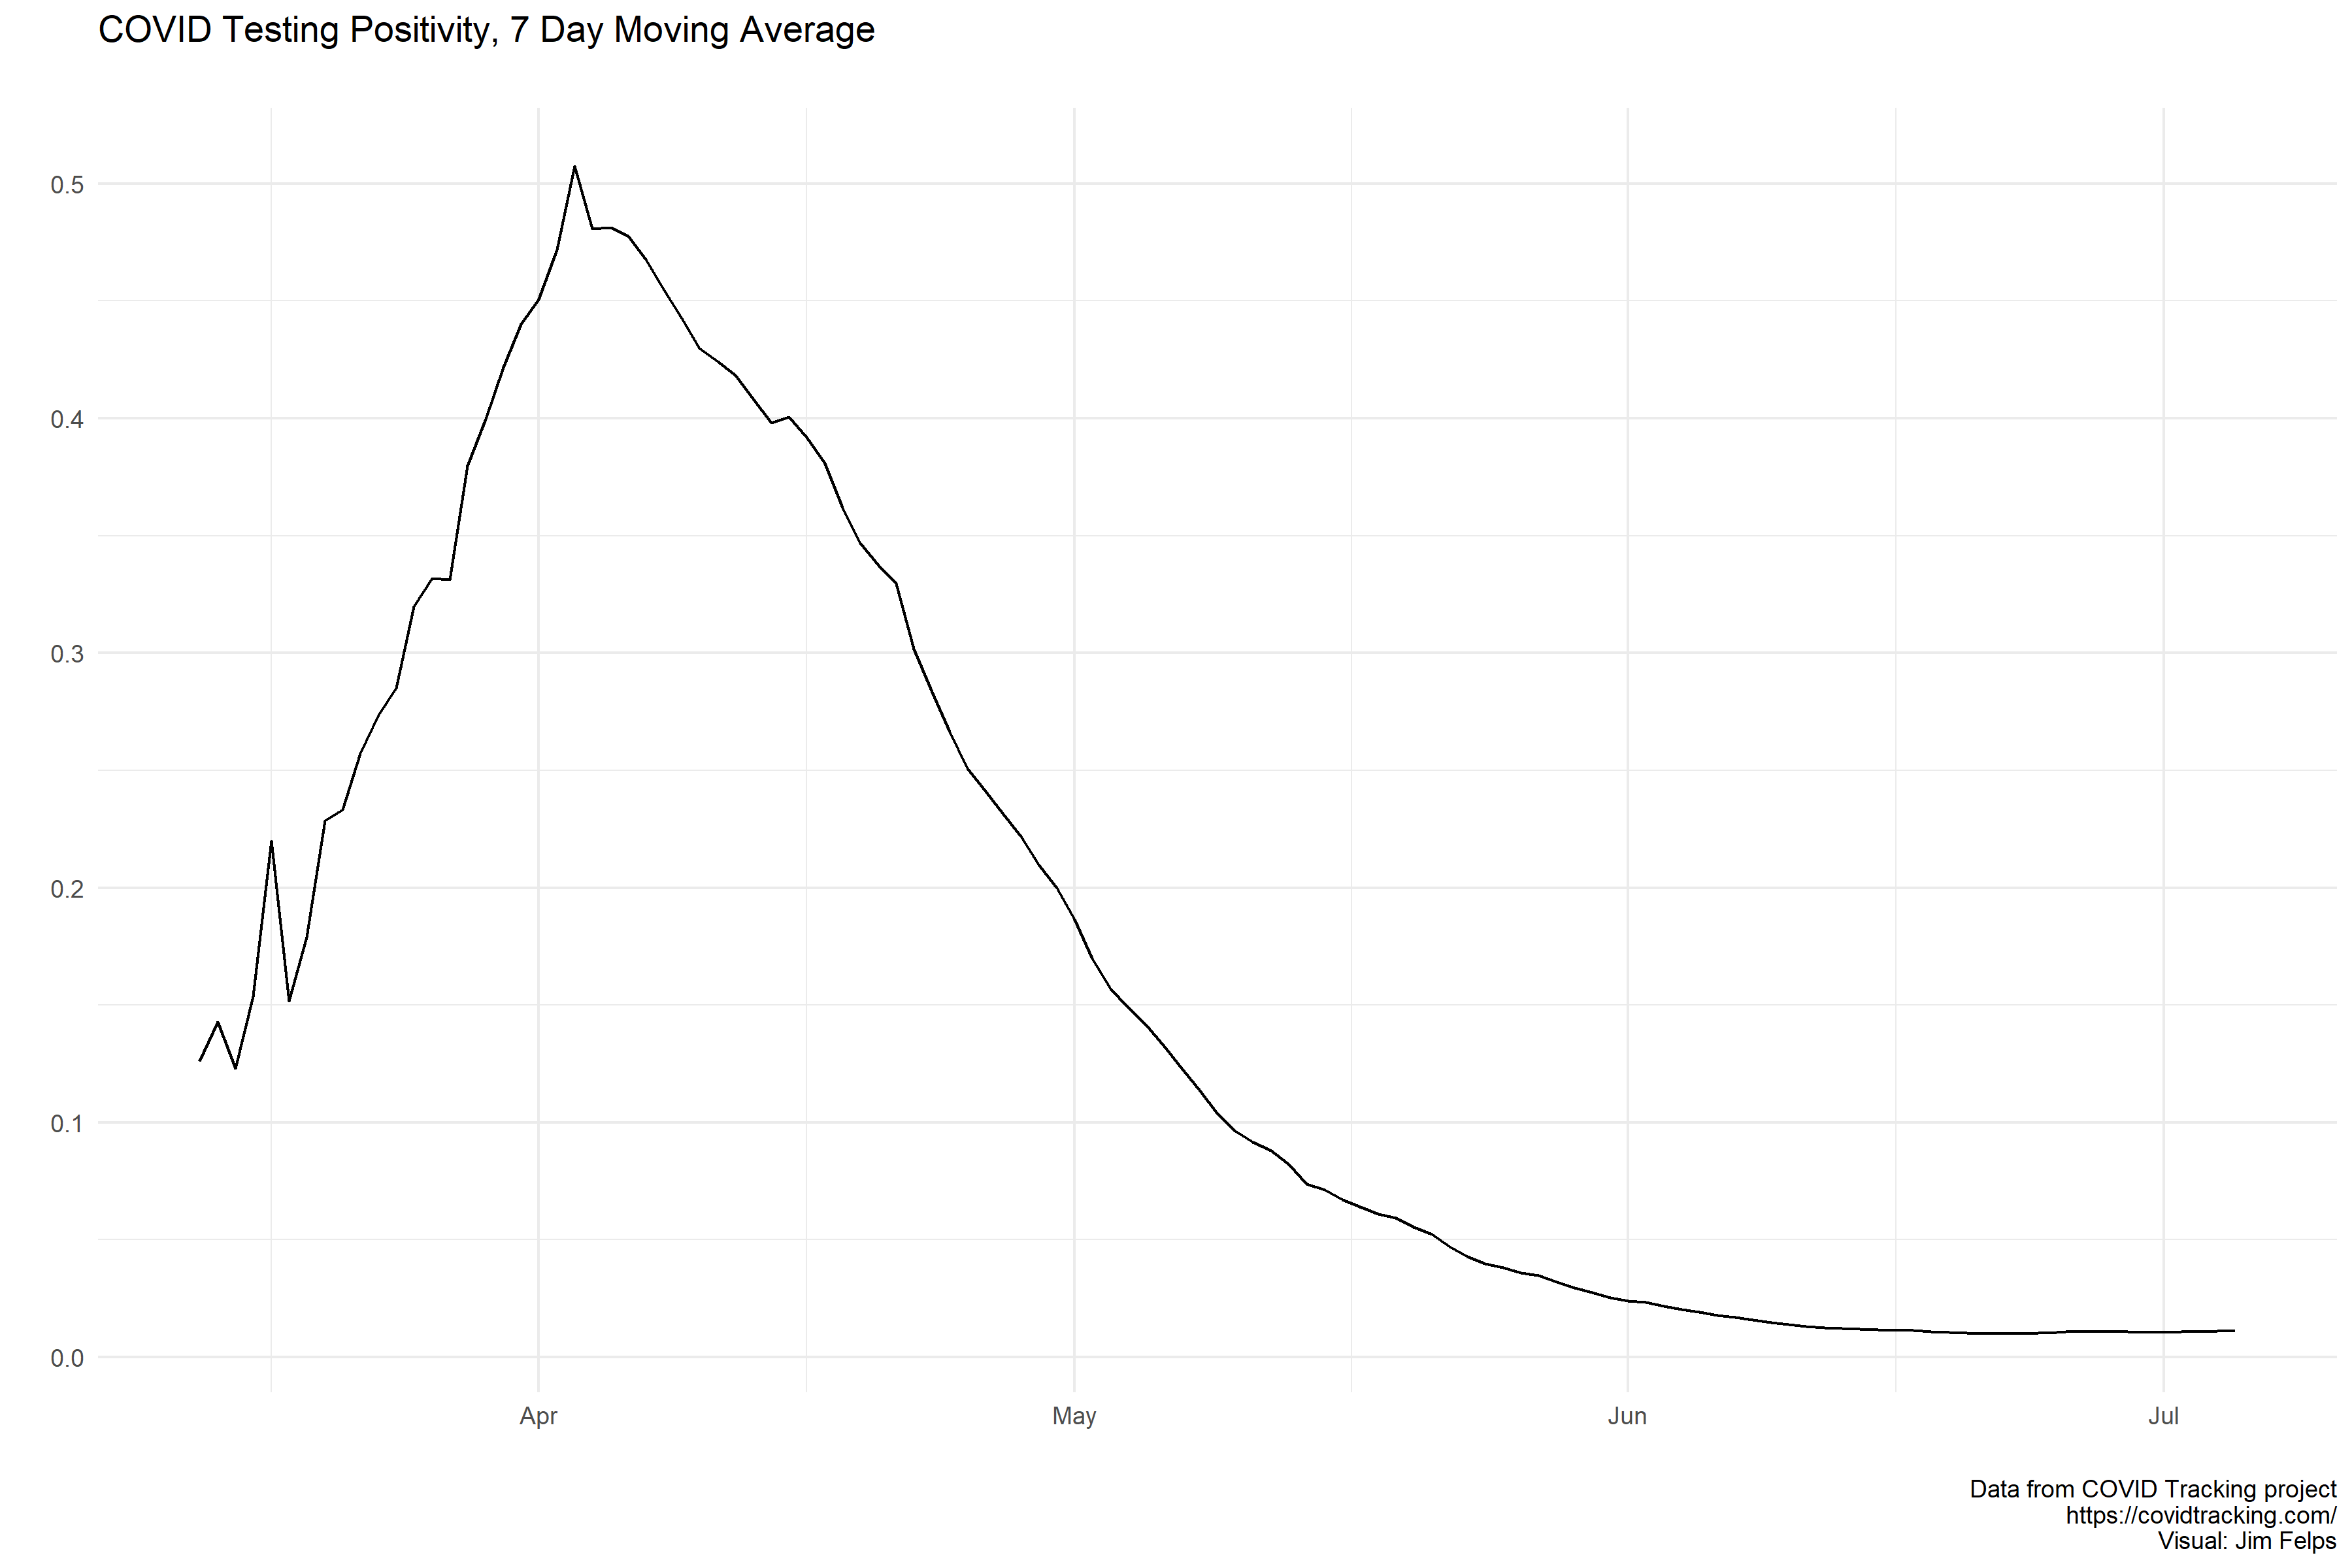 COVID Testing Positivity, 7 Day Moving Average
0.5
0.4
0.3
0.2
0.1
0.0
Apr May Jun Jul
Data from COVID Tracking project
https://covidtracking.com/
Visual: Jim Felps